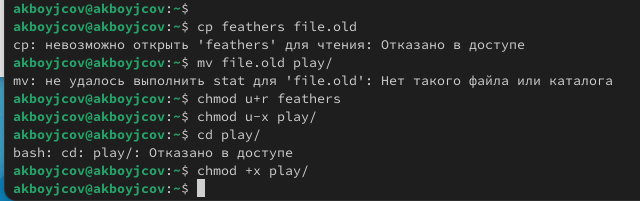 akboyjcov@akboyjcov:~$
akboyjcov@akboyjcov:~$ cp feathers file.old
cp: невозможно открыть 'feathers' для чтения: Отказано в доступе
akboyjcov@akboyjcov:~$ mv file.old play/
mv: не удалось выполнить stat для 'file.old': Нет такого файла или каталога
akboyjcov@akboyjcov:~$ chmod u+r feathers
akboyjcov@akboyjcov:~$ chmod u-x play/
akboyjcov@akboyjcov:~$ cd play/
bash: cd: play/: Отказано в доступе
akboyjcov@akboyjcov:~$ chmod +x play/
akboyjcov@akboyjcov:~$